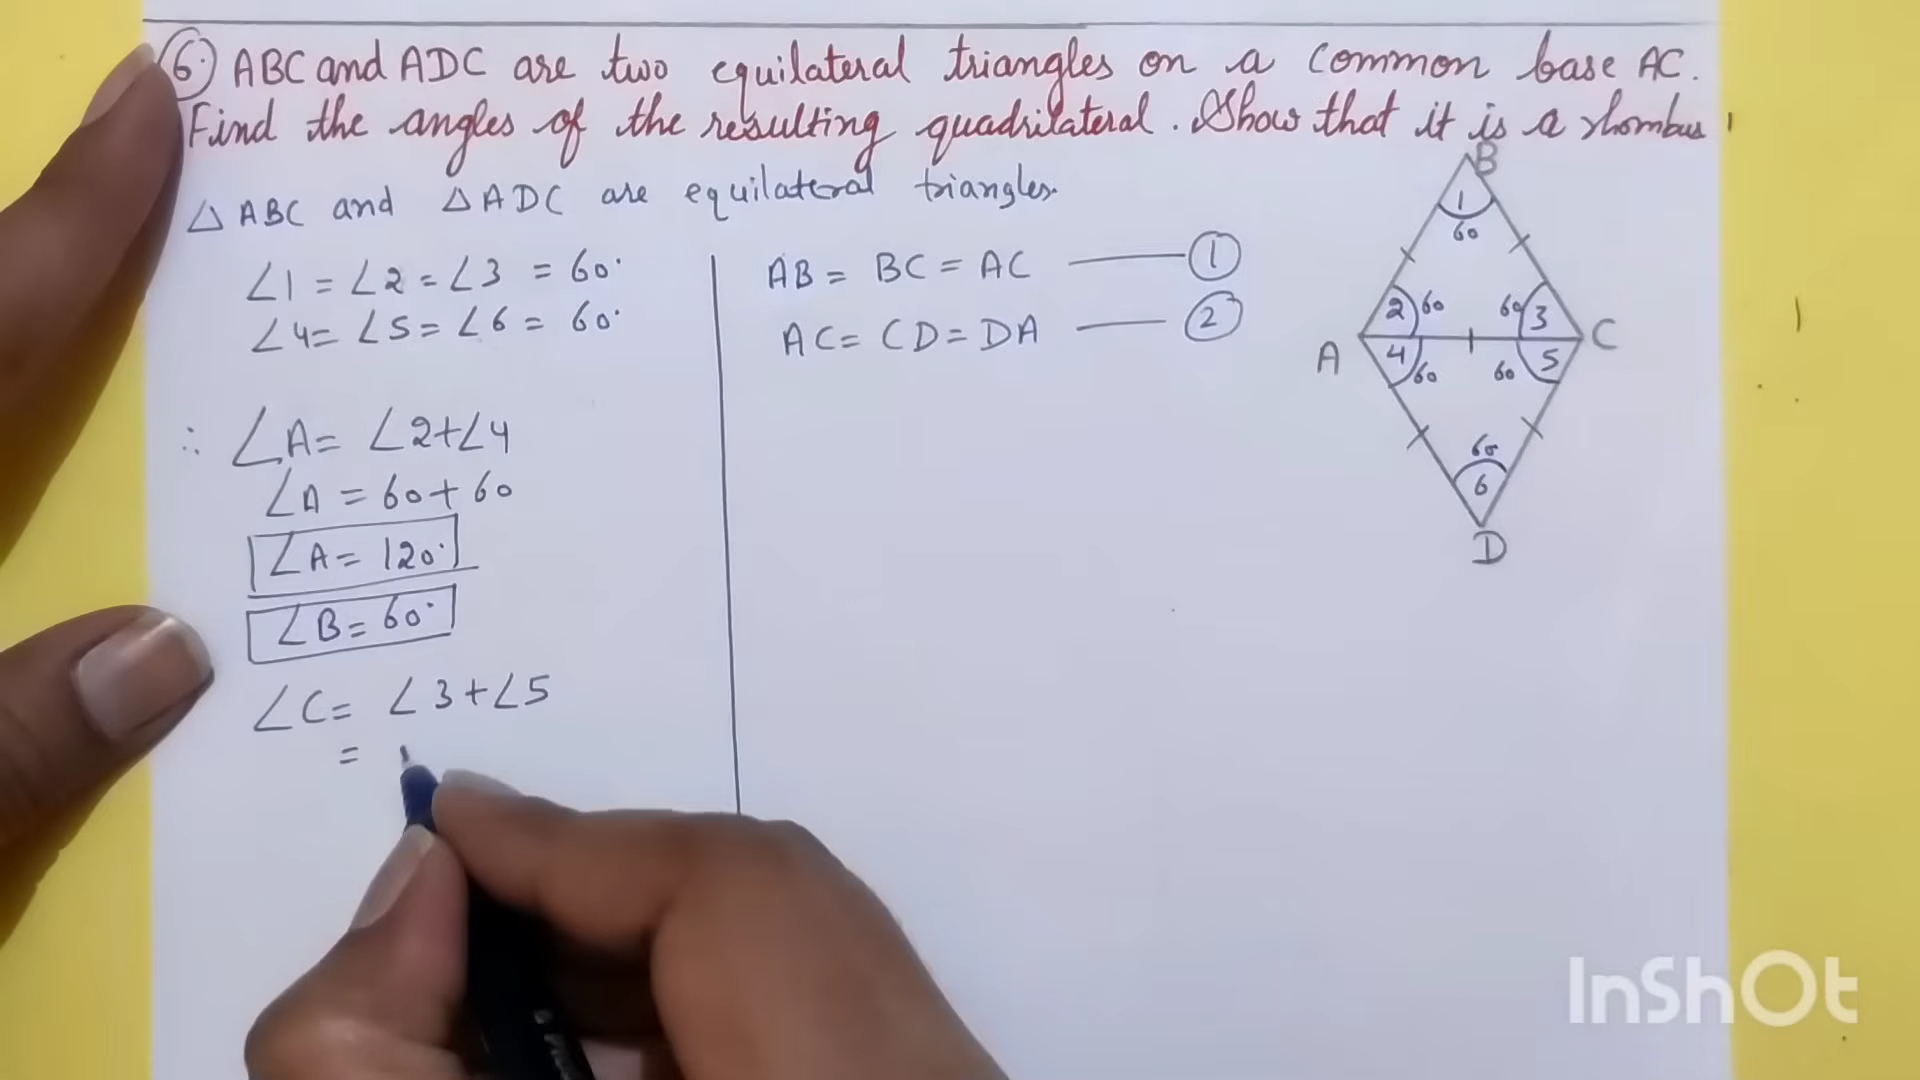 6. ABC and ADC are two equilateral triangles on a common base AC.
Find the angles of the resulting quadrilateral. Show that it is a rhombus
△ ABC and △ ADC are equilateral triangles.
∠1 = ∠2 = ∠3 = 60°
∠4 = ∠5 = ∠6 = 60°
∴ ∠A = ∠2+∠4
∠A = 60+60
∠A = 120°
∠B = 60°
∠C = ∠3+∠5
=
AB = BC = AC —— 1
AC = CD = DA —— 2
B
1
60
2 60 60 3
A C
4 60 60 5
60
6
D
InShOt